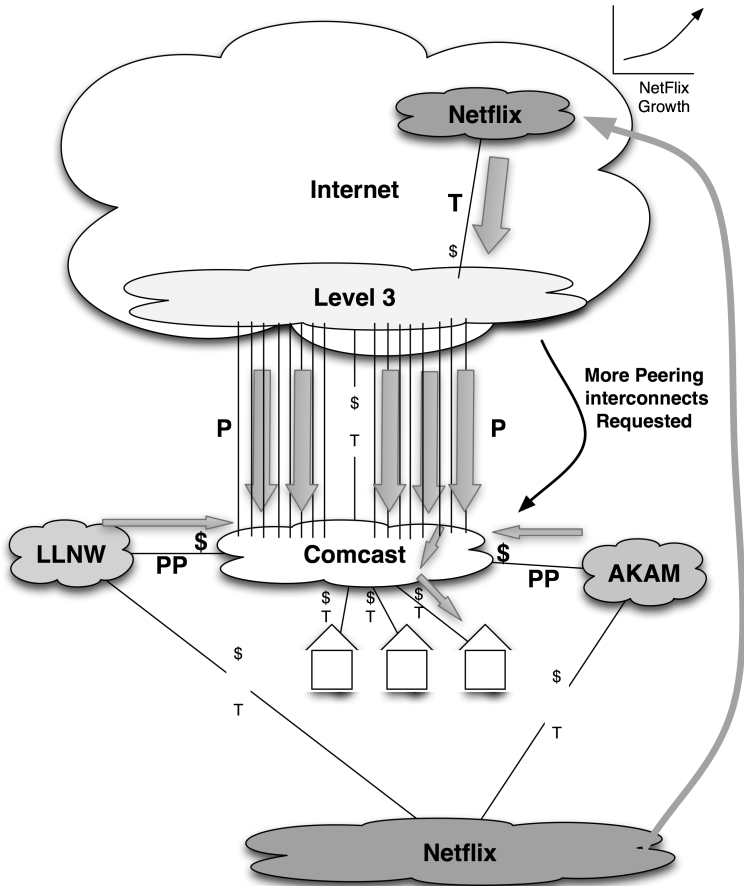 NetFlix
Growth
Netflix
Internet
T
$
Level 3
More Peering
interconnects
Requested
P
$
T
P
LLNW
$
PP
Comcast
$
PP
AKAM
$
T
$
T
$
T
$
T
$
T
Netflix